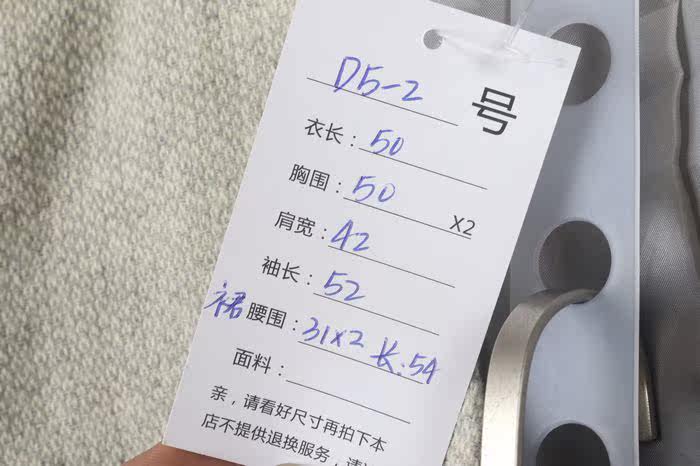 D5-2 号
衣长：50
胸围：50 X2
肩宽：42
袖长：52
裙 腰围：31x2 长.54
面料：
亲，请看好尺寸再拍下本
店不提供退换服务，请